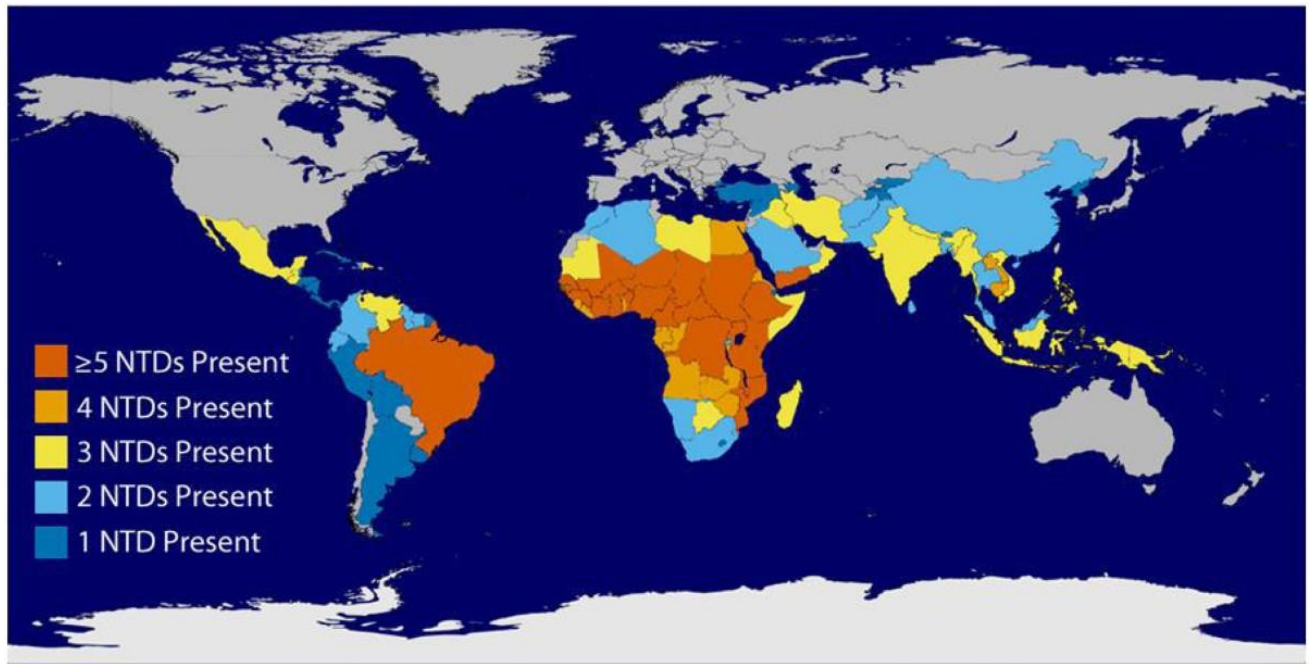 ≥5 NTDs Present
4 NTDs Present
3 NTDs Present
2 NTDs Present
1 NTD Present